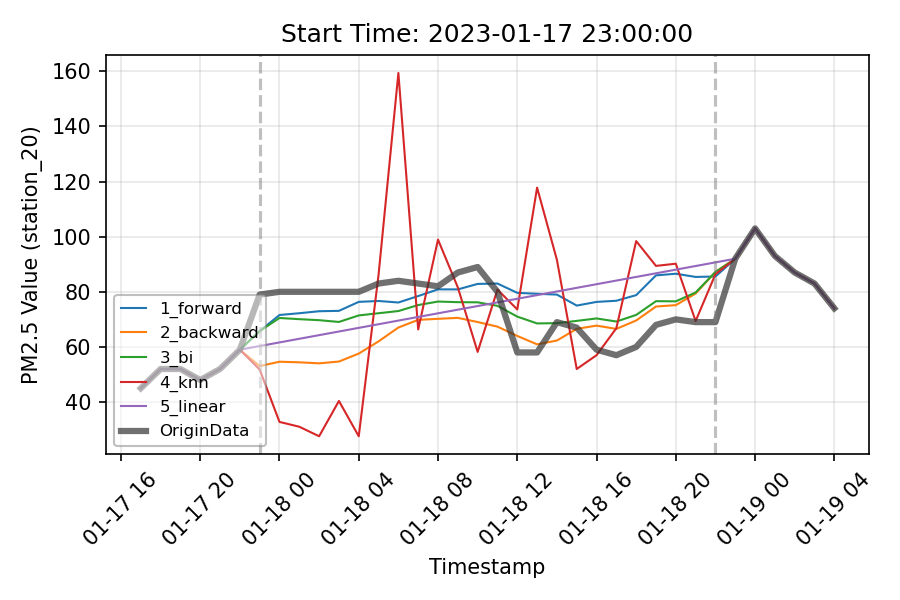 Start Time: 2023-01-17 23:00:00
PM2.5 Value (station_20)
160
140
120
100
80
60
40
1_forward
2_backward
3_bi
4_knn
5_linear
OriginData
01-17 16
01-17 20
01-18 00
01-18 04
01-18 08
01-18 12
01-18 16
01-18 20
01-19 00
01-19 04
Timestamp